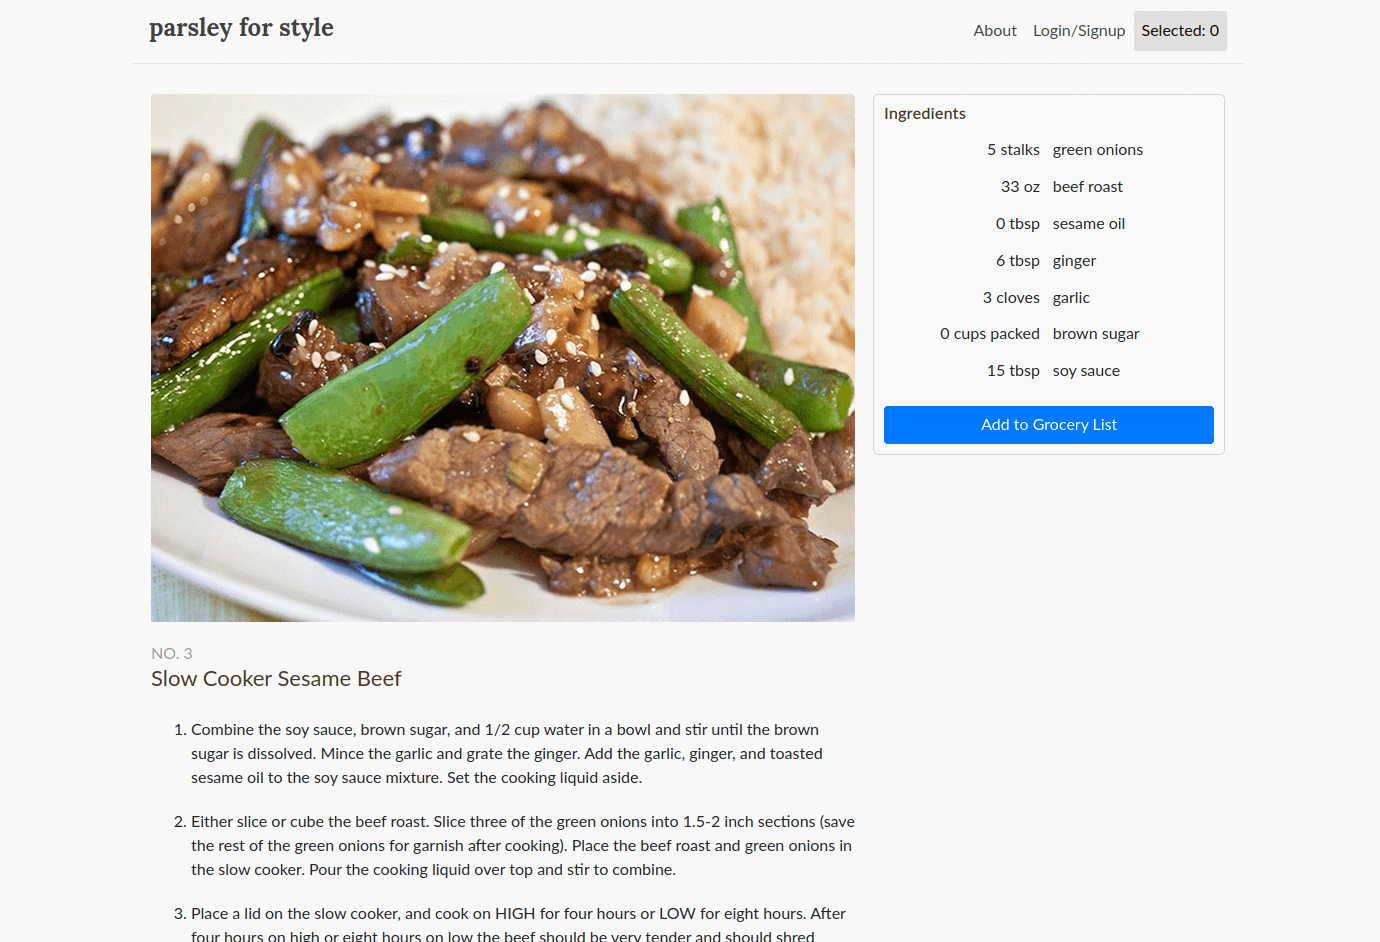 parsley for style
About Login/Signup Selected: 0
Ingredients
5 stalks green onions
33 oz beef roast
0 tbsp sesame oil
6 tbsp ginger
3 cloves garlic
0 cups packed brown sugar
15 tbsp soy sauce
Add to Grocery List
NO. 3
Slow Cooker Sesame Beef
1. Combine the soy sauce, brown sugar, and 1/2 cup water in a bowl and stir until the brown
sugar is dissolved. Mince the garlic and grate the ginger. Add the garlic, ginger, and toasted
sesame oil to the soy sauce mixture. Set the cooking liquid aside.
2. Either slice or cube the beef roast. Slice three of the green onions into 1.5-2 inch sections (save
the rest of the green onions for garnish after cooking). Place the beef roast and green onions in
the slow cooker. Pour the cooking liquid over top and stir to combine.
3. Place a lid on the slow cooker, and cook on HIGH for four hours or LOW for eight hours. After
four hours on high or eight hours on low the beef should be very tender and should shred